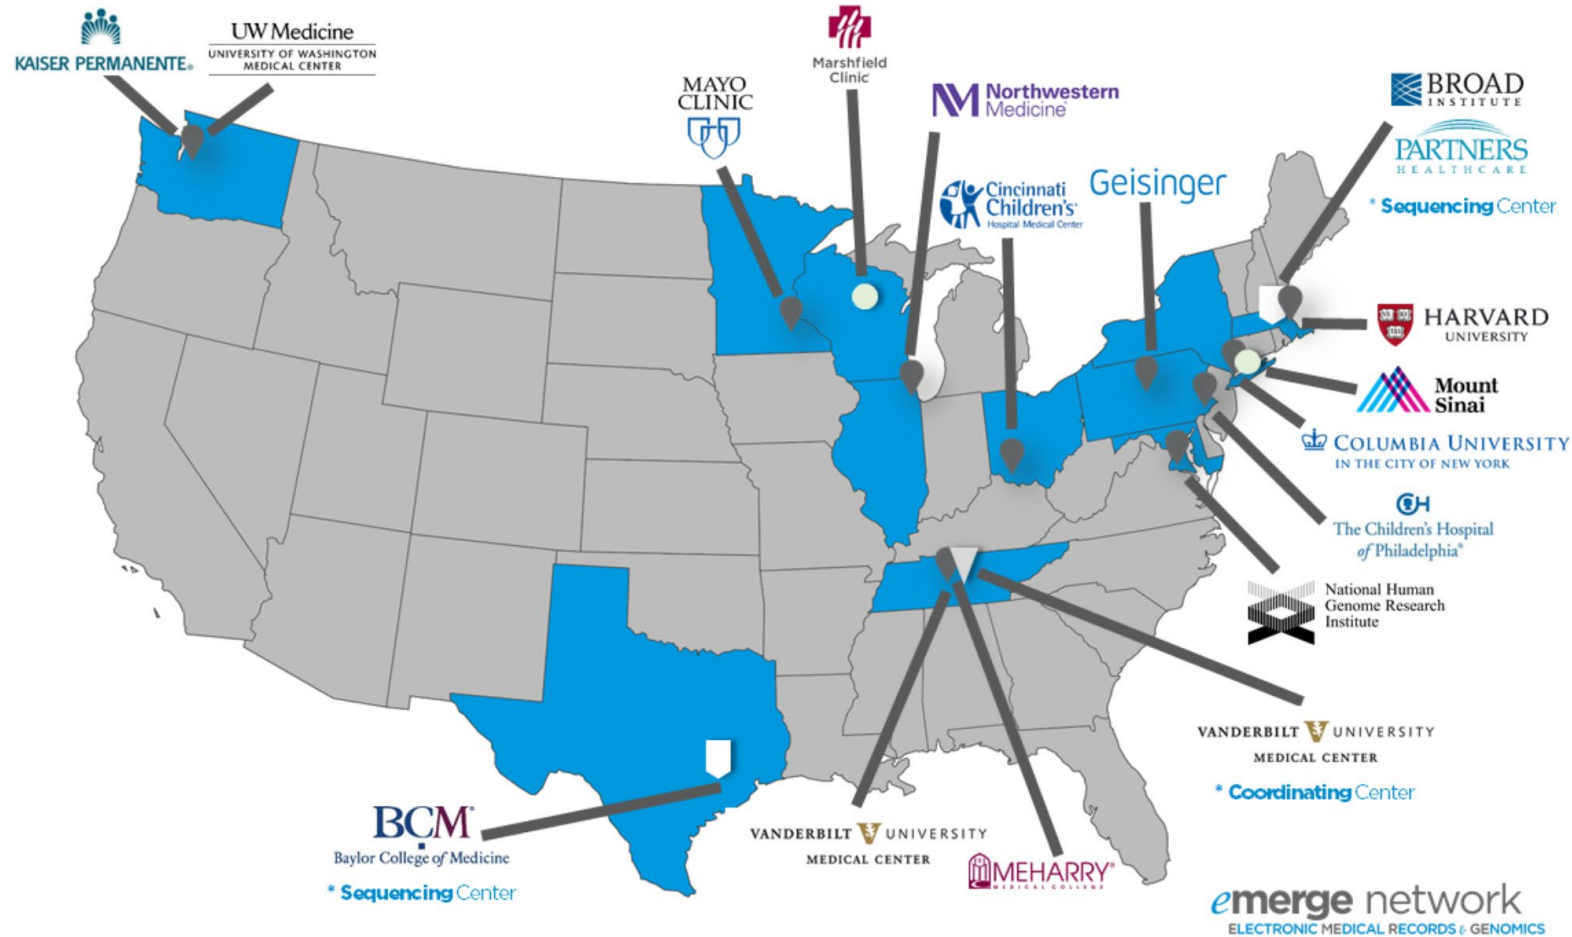 KAISER PERMANENTE®
UW Medicine
UNIVERSITY OF WASHINGTON
MEDICAL CENTER
MAYO
CLINIC
Marshfield
Clinic
Northwestern
Medicine®
Cincinnati
Children's®
Hospital Medical Center
Geisinger
BROAD
INSTITUTE
PARTNERS
HEALTHCARE
* Sequencing Center
HARVARD
UNIVERSITY
Mount
Sinai
COLUMBIA UNIVERSITY
IN THE CITY OF NEW YORK
The Children's Hospital
of Philadelphia®
National Human
Genome Research
Institute
VANDERBILT V UNIVERSITY
MEDICAL CENTER
* Coordinating Center
BCM®
Baylor College of Medicine
* Sequencing Center
VANDERBILT V UNIVERSITY
MEDICAL CENTER
MEHARRY®
MEDICAL COLLEGE
emerge network
ELECTRONIC MEDICAL RECORDS & GENOMICS